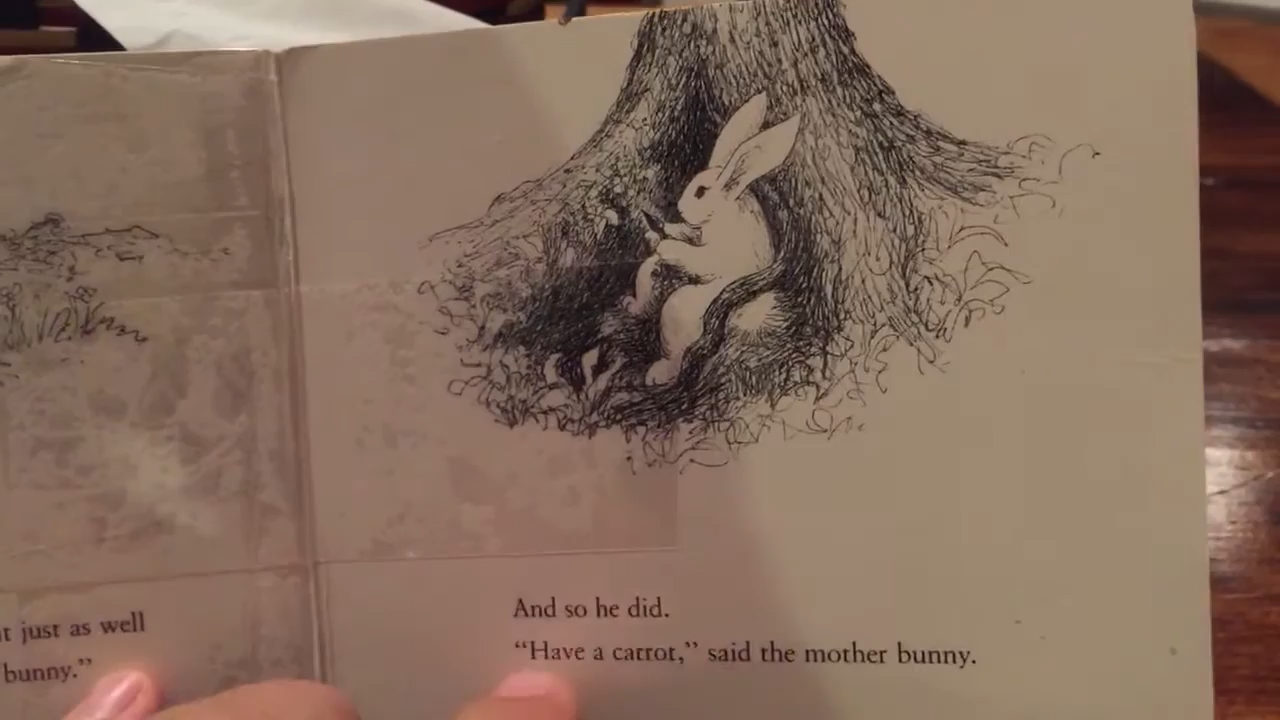 just as well
bunny.”
And so he did.
“Have a carrot,” said the mother bunny.